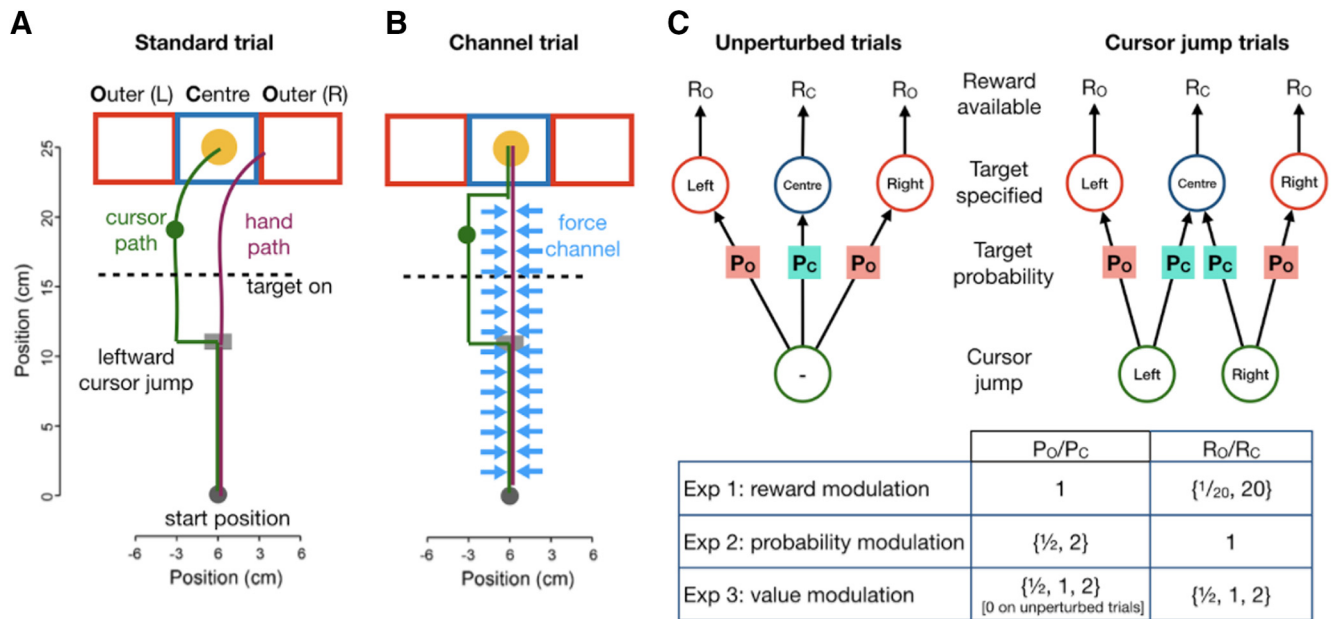 A
Standard trial
Outer (L) Centre Outer (R)
25
20
15
10
5
0
Position (cm)
cursor
path
hand
path
target on
leftward
cursor jump
start position
-6 -3 6 3 6
Position (cm)
B
Channel trial
force
channel
-6 -3 6 3 6
Position (cm)
C
Unperturbed trials
Cursor jump trials
RO RC RO
Reward
available
RO RC RO
Left Centre Right
Target
specified
Left Centre Right
PO PC PO
Target
probability
PO PC PC PO
-
Cursor
jump
Left Right
PO/PC RO/RC
Exp 1: reward modulation 1 {1/20, 20}
Exp 2: probability modulation {½, 2} 1
Exp 3: value modulation {½, 1, 2} {½, 1, 2}
[0 on unperturbed trials]